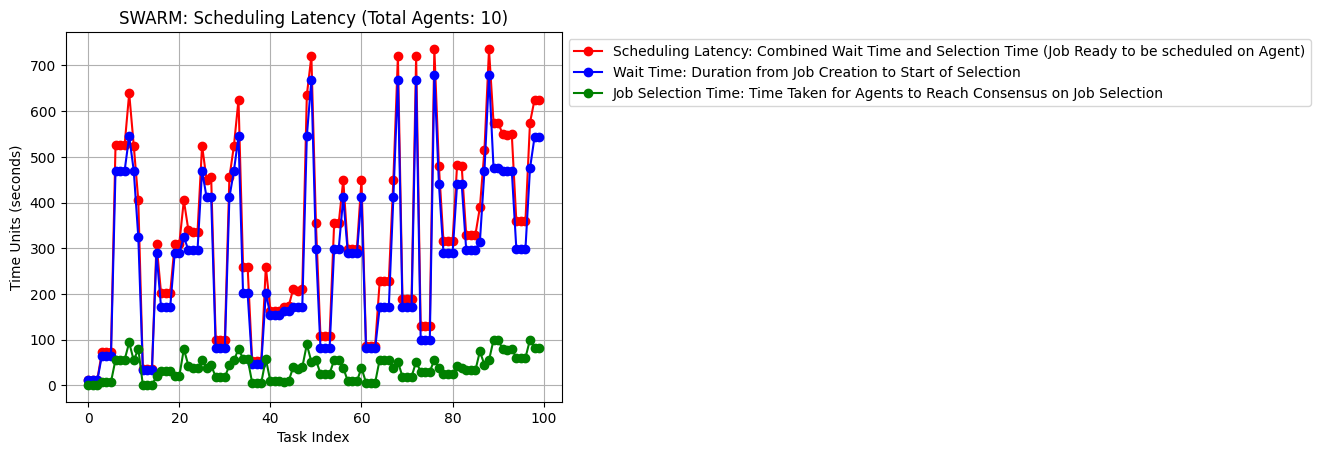 SWARM: Scheduling Latency (Total Agents: 10)
Scheduling Latency: Combined Wait Time and Selection Time (Job Ready to be scheduled on Agent)
Wait Time: Duration from Job Creation to Start of Selection
Job Selection Time: Time Taken for Agents to Reach Consensus on Job Selection
Time Units (seconds)
700
600
500
400
300
200
100
0
0 20 40 60 80 100
Task Index